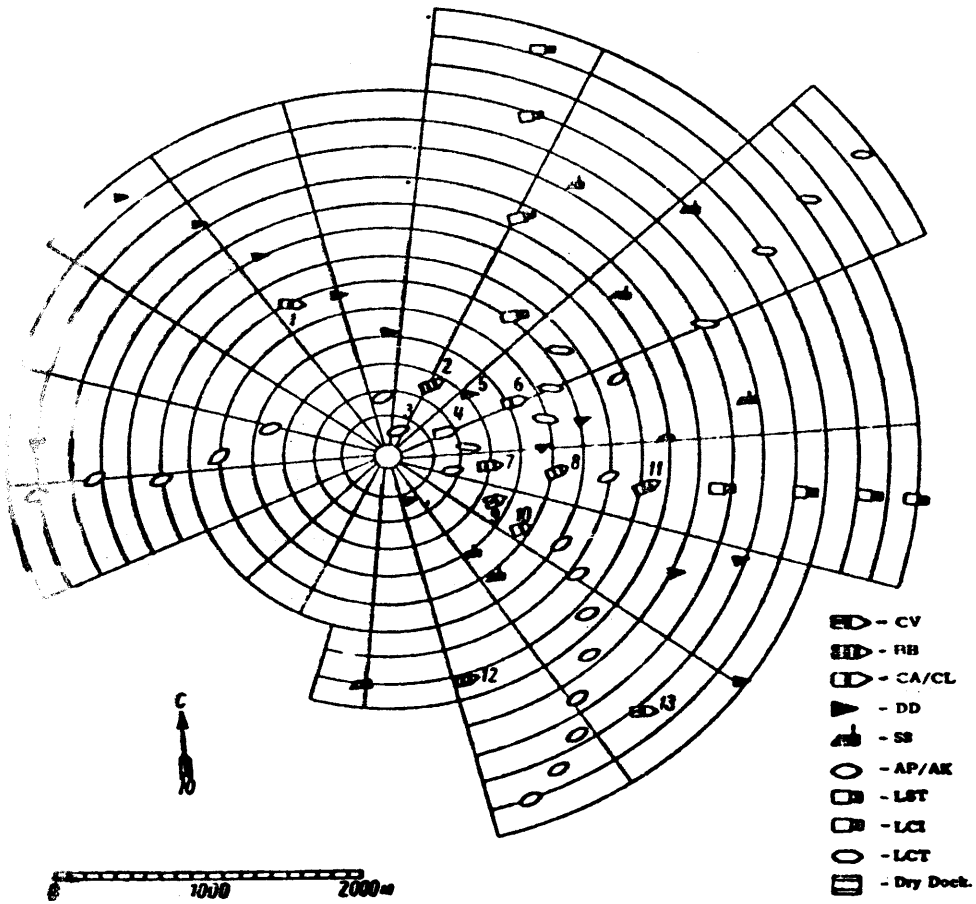 1
2
3
4
5
6
7
8
9
10
11
12
13
C
Ю
0 1000 2000 м
- CV
- BB
- CA/CL
- DD
- SS
- AP/AK
- LST
- LCI
- LCT
- Dry Dock.